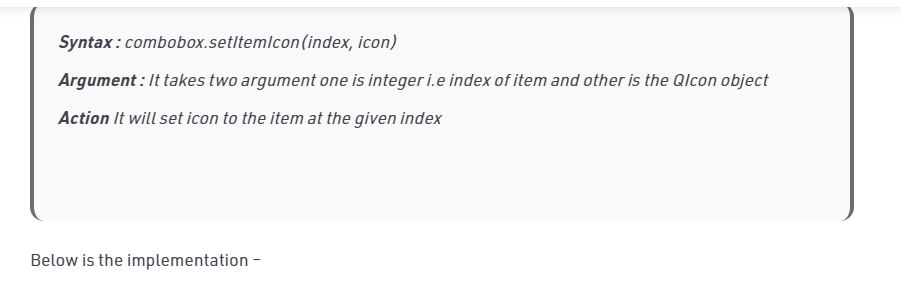 Syntax : combobox.setItemIcon(index, icon)
Argument : It takes two argument one is integer i.e index of item and other is the QIcon object
Action It will set icon to the item at the given index
Below is the implementation –